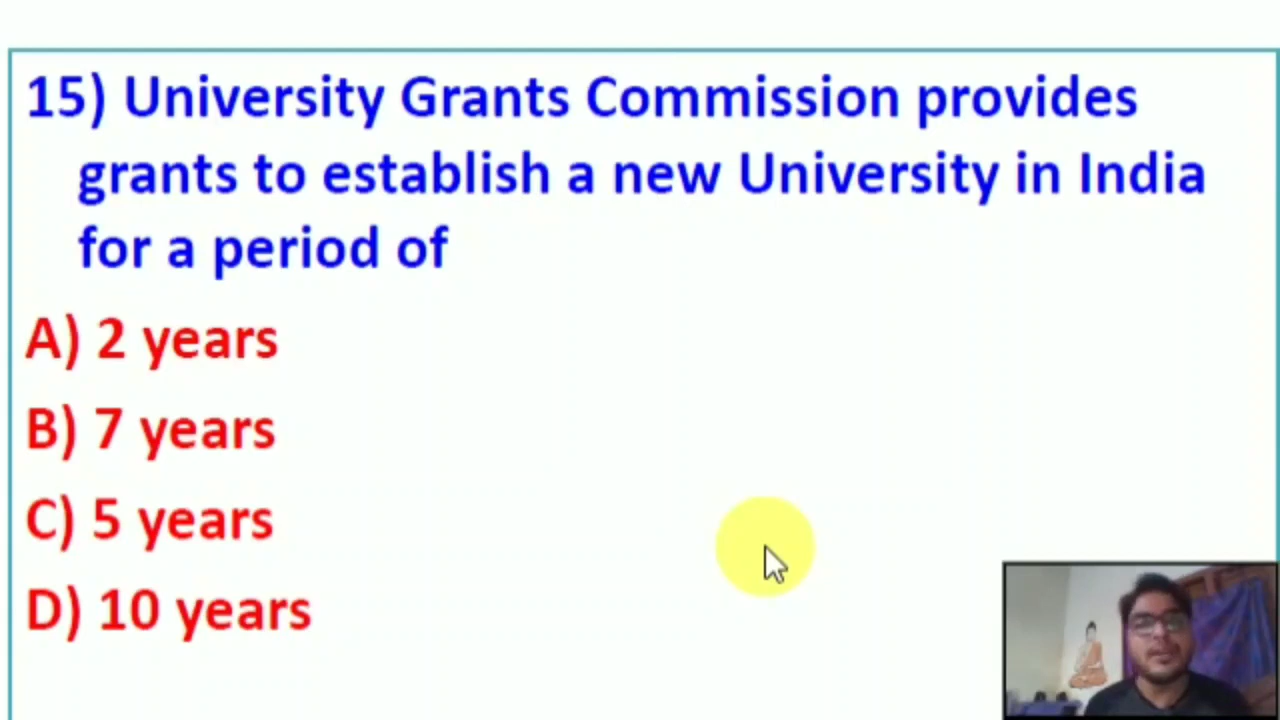 15) University Grants Commission provides
grants to establish a new University in India
for a period of
A) 2 years
B) 7 years
C) 5 years
D) 10 years